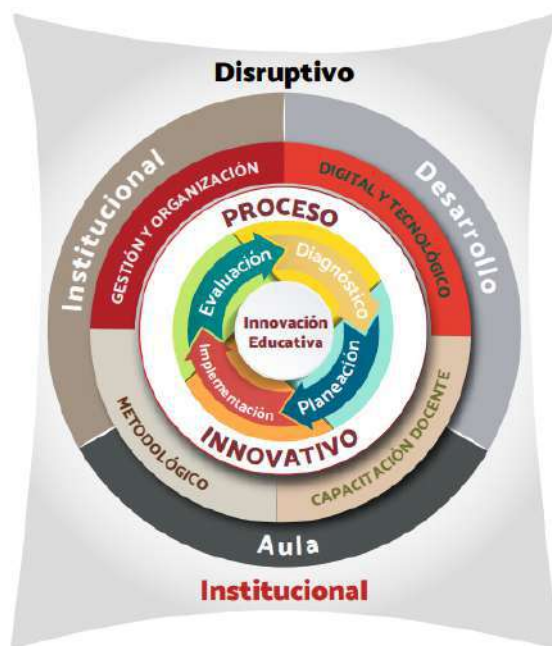 Disruptivo
Institucional
Desarrollo
GESTIÓN Y ORGANIZACIÓN
DIGITAL Y TECNOLÓGICO
PROCESO
Evaluación
Diagnóstico
Innovación
Educativa
Implementación
Planeación
INNOVATIVO
METODOLÓGICO
CAPACITACIÓN DOCENTE
Aula
Institucional